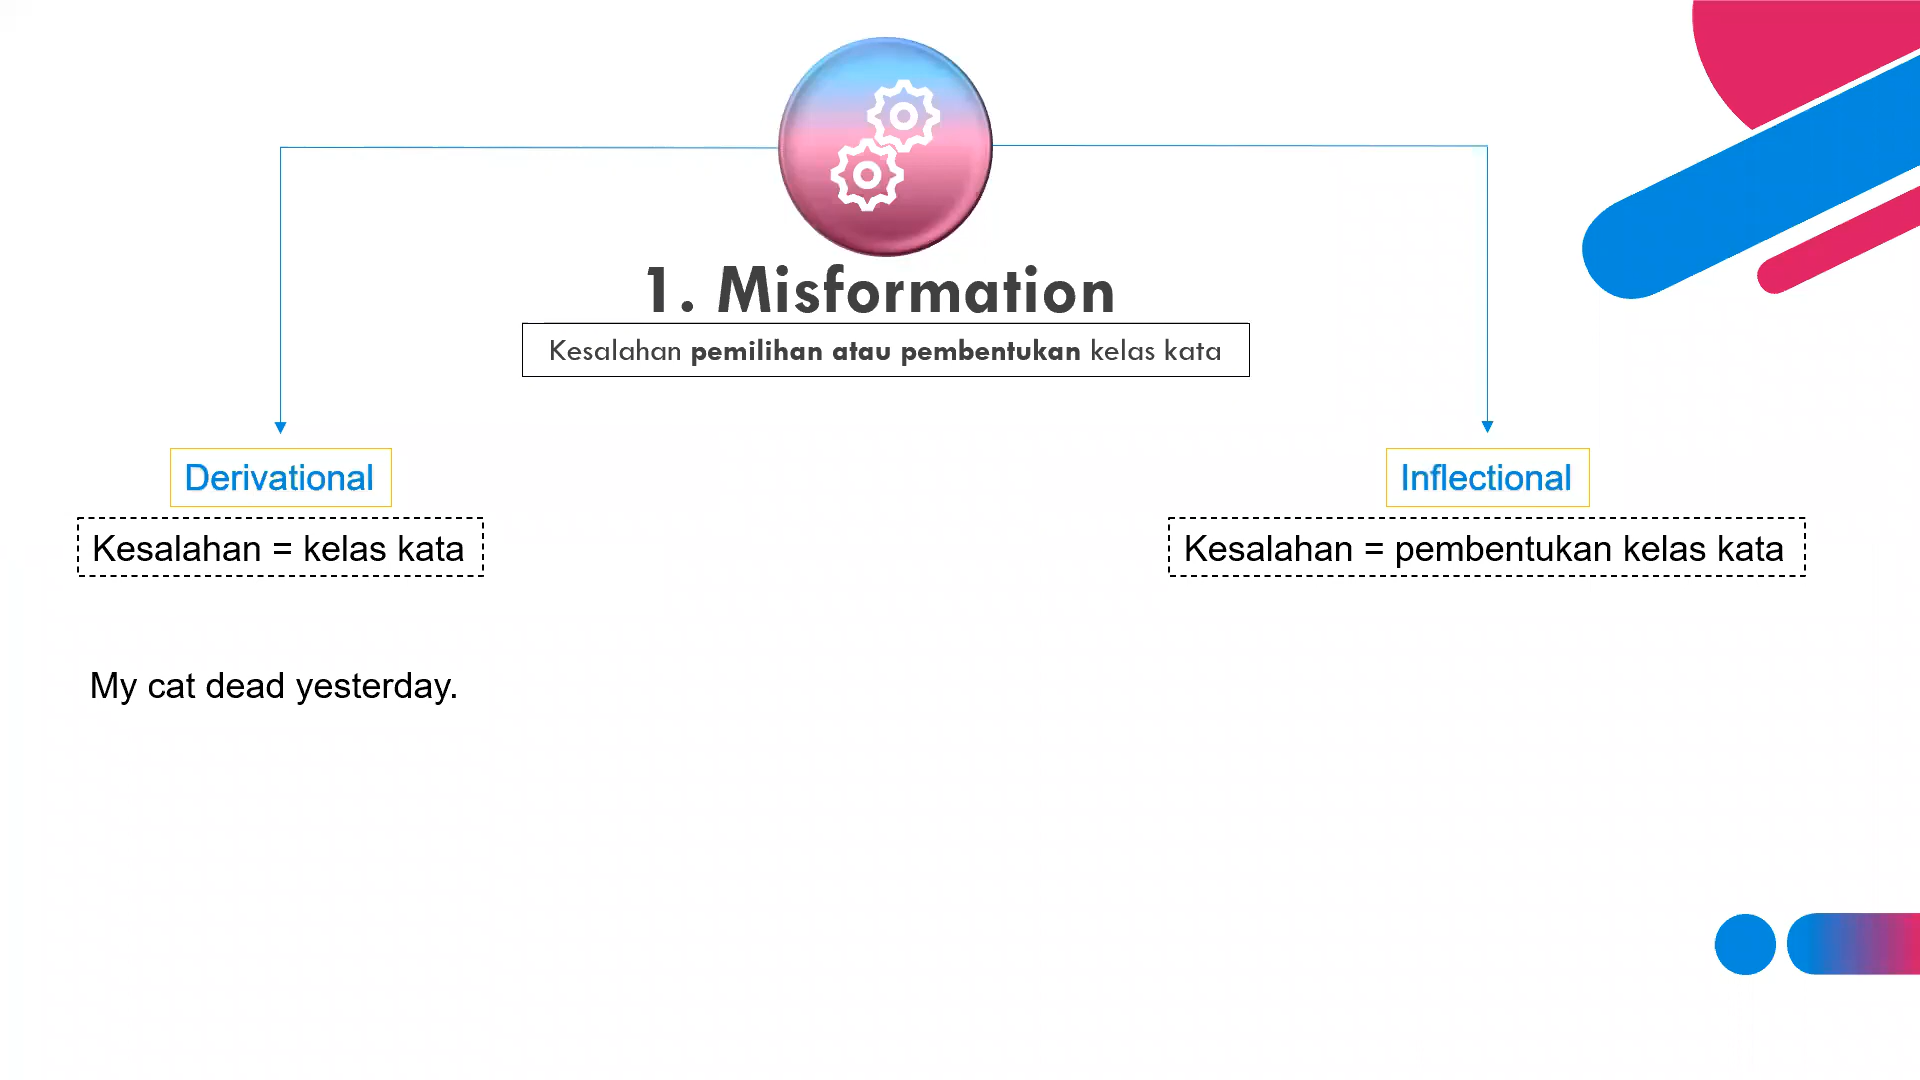 1. Misformation
Kesalahan pemilihan atau pembentukan kelas kata
Derivational
Kesalahan = kelas kata
My cat dead yesterday.
Inflectional
Kesalahan = pembentukan kelas kata